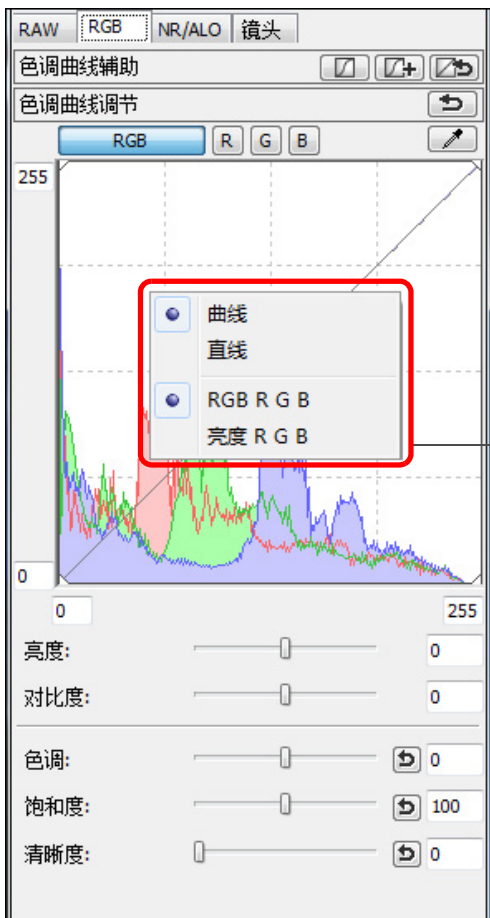 RAW RGB NR/ALO 镜头
色调曲线辅助
色调曲线调节
RGB R G B
255
曲线
直线
RGB R G B
亮度 R G B
0
0 255
亮度: 0
对比度: 0
色调: 0
饱和度: 100
清晰度: 0